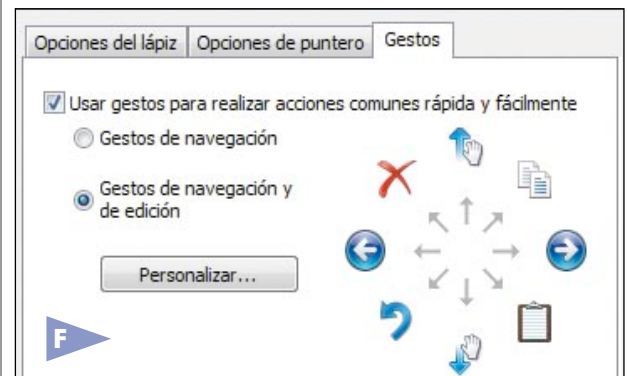 Opciones del lápiz
Opciones de puntero
Gestos
Usar gestos para realizar acciones comunes rápida y fácilmente
Gestos de navegación
Gestos de navegación y
de edición
Personalizar...
F